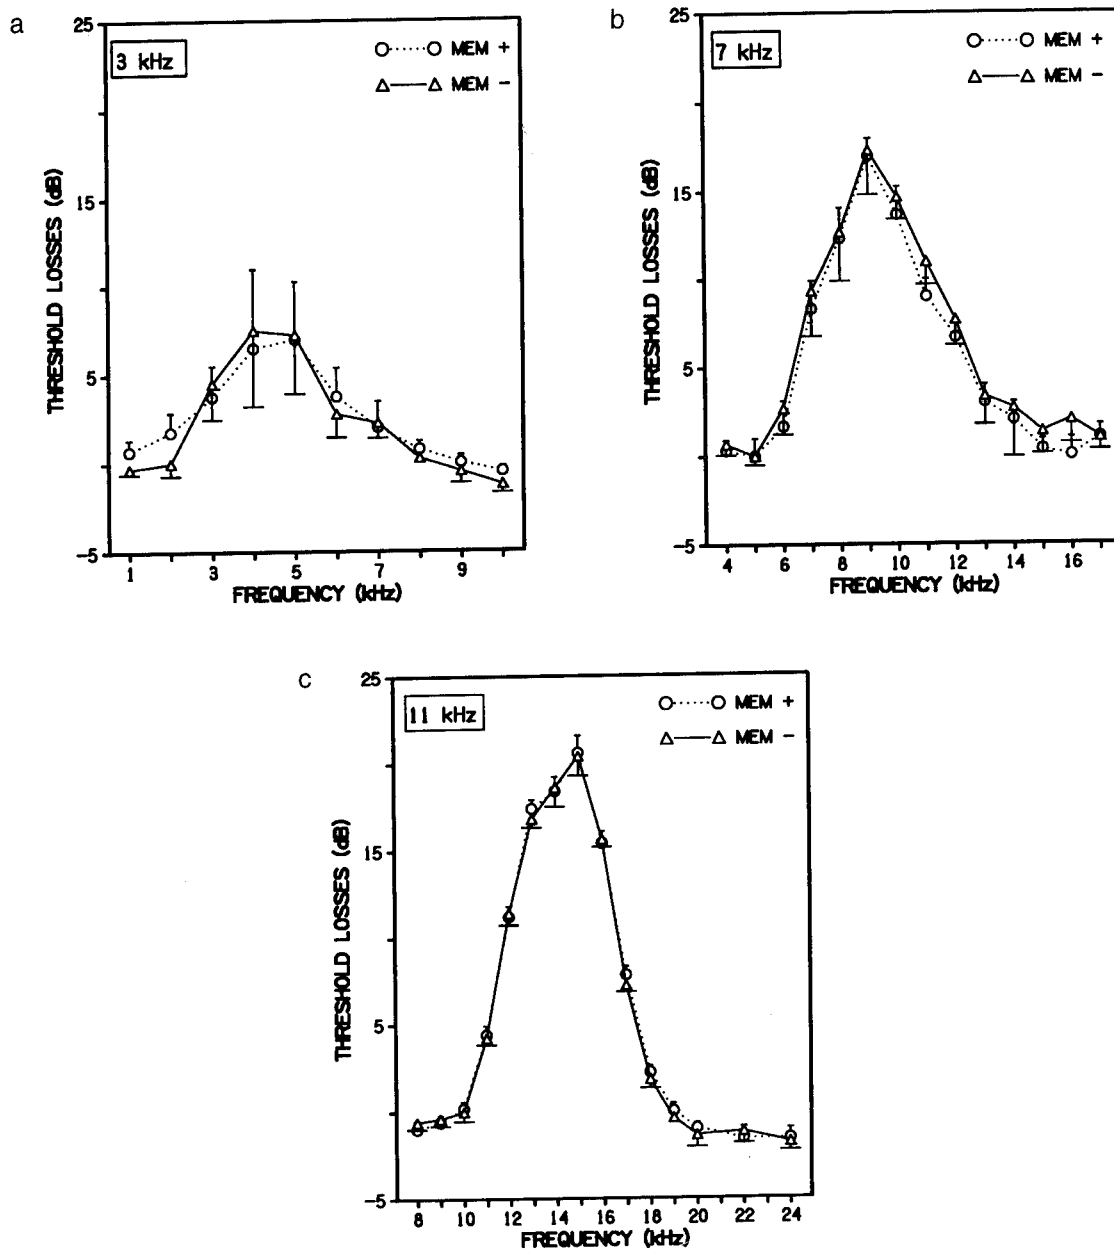 a
3 kHz
MEM +
MEM -
25
15
5
-5
THRESHOLD LOSSES (dB)
1 3 5 7 9
FREQUENCY (kHz)
b
7 kHz
MEM +
MEM -
25
15
5
-5
THRESHOLD LOSSES (dB)
4 6 8 10 12 14 16
FREQUENCY (kHz)
c
11 kHz
MEM +
MEM -
25
15
5
-5
THRESHOLD LOSSES (dB)
8 10 12 14 16 18 20 22 24
FREQUENCY (kHz)